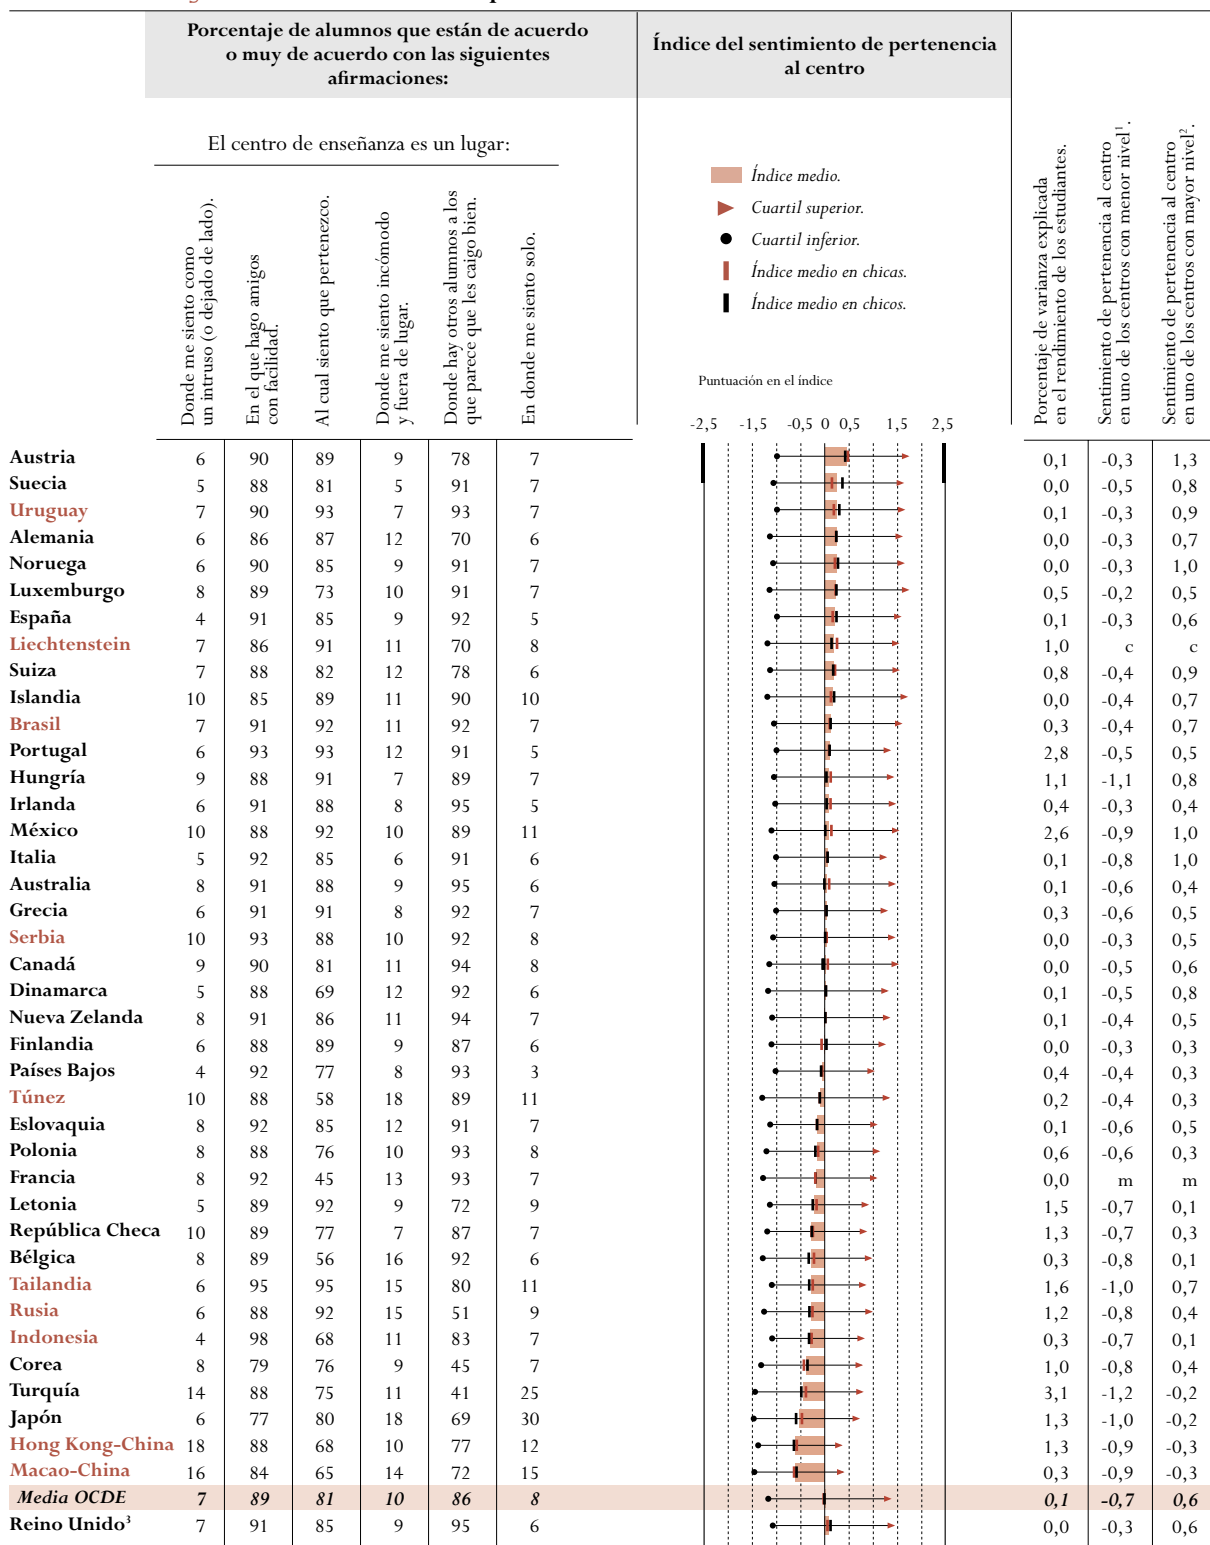 Porcentaje de alumnos que están de acuerdo
o muy de acuerdo con las siguientes
afirmaciones:
Índice del sentimiento de pertenencia
al centro
El centro de enseñanza es un lugar:
Donde me siento como
un intruso (o dejado de lado).
En el que hago amigos
con facilidad.
Al cual siento que pertenezco.
Donde me siento incómodo
y fuera de lugar.
Donde hay otros alumnos a los
que parece que les caigo bien.
En donde me siento solo.
Índice medio.
Cuartil superior.
Cuartil inferior.
Índice medio en chicas.
Índice medio en chicos.
Puntuación en el índice
-2,5 -1,5 -0,5 0 0,5 1,5 2,5
Porcentaje de varianza explicada
en el rendimiento de los estudiantes.
Sentimiento de pertenencia al centro
en uno de los centros con menor nivel¹.
Sentimiento de pertenencia al centro
en uno de los centros con mayor nivel².
Austria 6 90 89 9 78 7 0,1 -0,3 1,3
Suecia 5 88 81 5 91 7 0,0 -0,5 0,8
Uruguay 7 90 93 7 93 7 0,1 -0,3 0,9
Alemania 6 86 87 12 70 6 0,0 -0,3 0,7
Noruega 6 90 85 9 91 7 0,0 -0,3 1,0
Luxemburgo 8 89 73 10 91 7 0,5 -0,2 0,5
España 4 91 85 9 92 5 0,1 -0,3 0,6
Liechtenstein 7 86 91 11 70 8 1,0 c c
Suiza 7 88 82 12 78 6 0,8 -0,4 0,9
Islandia 10 85 89 11 90 10 0,0 -0,4 0,7
Brasil 7 91 92 11 92 7 0,3 -0,4 0,7
Portugal 6 93 93 12 91 5 2,8 -0,5 0,5
Hungría 9 88 91 7 89 7 1,1 -1,1 0,8
Irlanda 6 91 88 8 95 5 0,4 -0,3 0,4
México 10 88 92 10 89 11 2,6 -0,9 1,0
Italia 5 92 85 6 91 6 0,1 -0,8 1,0
Australia 8 91 88 9 95 6 0,1 -0,6 0,4
Grecia 6 91 91 8 92 7 0,3 -0,6 0,5
Serbia 10 93 88 10 92 8 0,0 -0,3 0,5
Canadá 9 90 81 11 94 8 0,0 -0,5 0,6
Dinamarca 5 88 69 12 92 6 0,1 -0,5 0,8
Nueva Zelanda 8 91 86 11 94 7 0,1 -0,4 0,5
Finlandia 6 88 89 9 87 6 0,0 -0,3 0,3
Países Bajos 4 92 77 8 93 3 0,4 -0,4 0,3
Túnez 10 88 58 18 89 11 0,2 -0,4 0,3
Eslovaquia 8 92 85 12 91 7 0,1 -0,6 0,5
Polonia 8 88 76 10 93 8 0,6 -0,6 0,3
Francia 8 92 45 13 93 7 0,0 m m
Letonia 5 89 92 9 72 9 1,5 -0,7 0,1
República Checa 10 89 77 7 87 7 1,3 -0,7 0,3
Bélgica 8 89 56 16 92 6 0,3 -0,8 0,1
Tailandia 6 95 95 15 80 11 1,6 -1,0 0,7
Rusia 6 88 92 15 51 9 1,2 -0,8 0,4
Indonesia 4 98 68 11 83 7 0,3 -0,7 0,1
Corea 8 79 76 9 45 7 1,0 -0,8 0,4
Turquía 14 88 75 11 41 25 3,1 -1,2 -0,2
Japón 6 77 80 18 69 30 1,3 -1,0 -0,2
Hong Kong-China 18 88 68 10 77 12 1,3 -0,9 -0,3
Macao-China 16 84 65 14 72 15 0,3 -0,9 -0,3
Media OCDE 7 89 81 10 86 8 0,1 -0,7 0,6
Reino Unido³ 7 91 85 9 95 6 0,0 -0,3 0,6